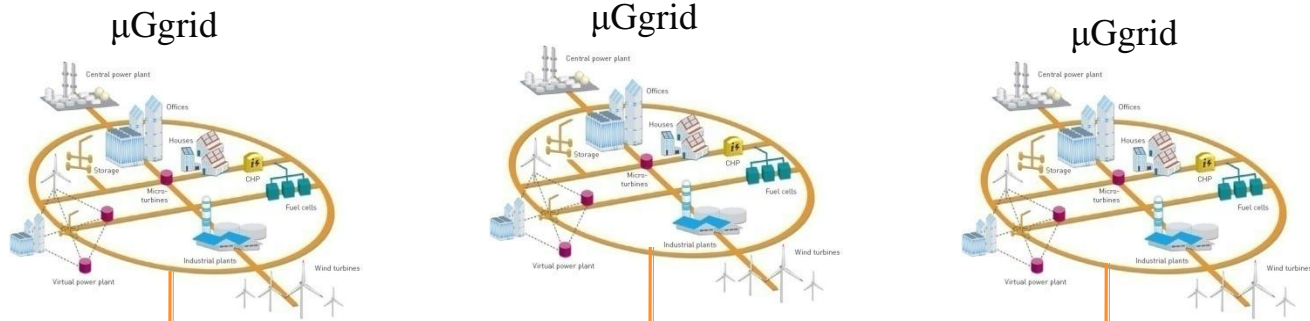 μGgrid
Central power plant
Offices
Houses
Storage
CHP
Micro-
turbines
Fuel cells
Industrial plants
Wind turbines
Virtual power plant
μGgrid
Central power plant
Offices
Houses
Storage
CHP
Micro-
turbines
Fuel cells
Industrial plants
Wind turbines
Virtual power plant
μGgrid
Central power plant
Offices
Houses
Storage
CHP
Micro-
turbines
Fuel cells
Industrial plants
Wind turbines
Virtual power plant